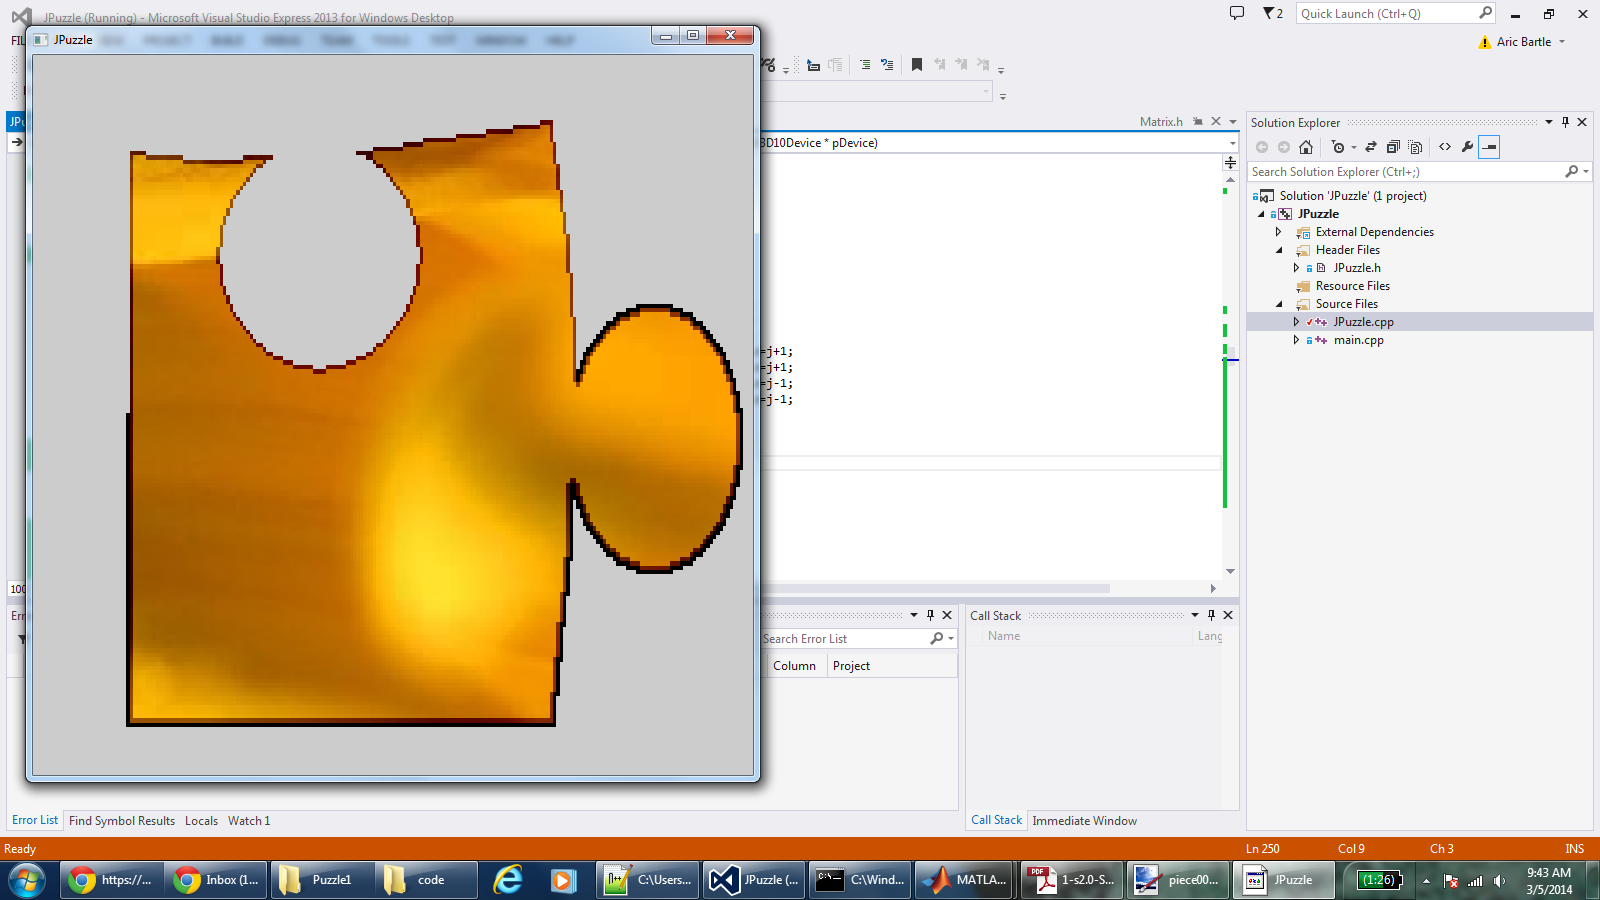 JPuzzle (Running) - Microsoft Visual Studio Express 2013 for Windows Desktop
2
Quick Launch (Ctrl+Q)
JPuzzle
Aric Bartle
Matrix.h
3D10Device * pDevice)
=j+1;
=j+1;
=j-1;
=j-1;
100
Solution Explorer
Search Solution Explorer (Ctrl+;)
Solution 'JPuzzle' (1 project)
JPuzzle
External Dependencies
Header Files
JPuzzle.h
Resource Files
Source Files
JPuzzle.cpp
main.cpp
Search Error List
Column Project
Call Stack
Name Lang
Error List Find Symbol Results Locals Watch 1
Call Stack Immediate Window
Ready Ln 250 Col 9 Ch 3 INS
https://... Inbox (1... Puzzle1 code C:\Users... JPuzzle (... C:\Wind... MATLA... 1-s2.0-S... piece00... JPuzzle (1:26) 9:43 AM
3/5/2014